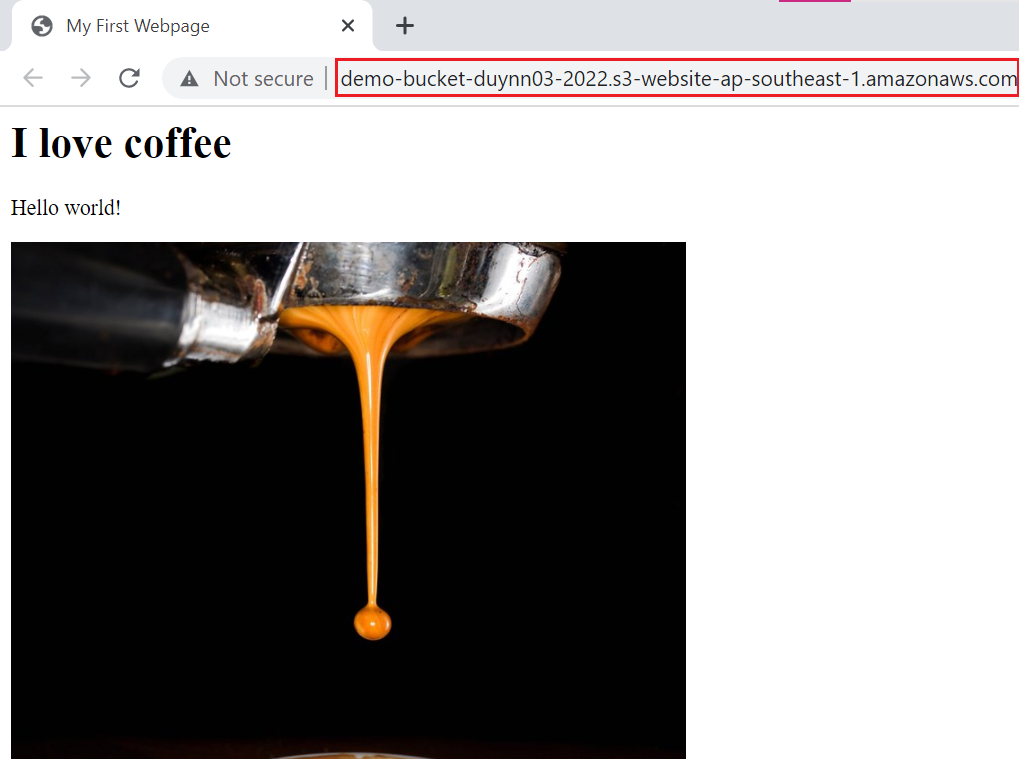 My First Webpage
Not secure
demo-bucket-duynn03-2022.s3-website-ap-southeast-1.amazonaws.com
I love coffee
Hello world!